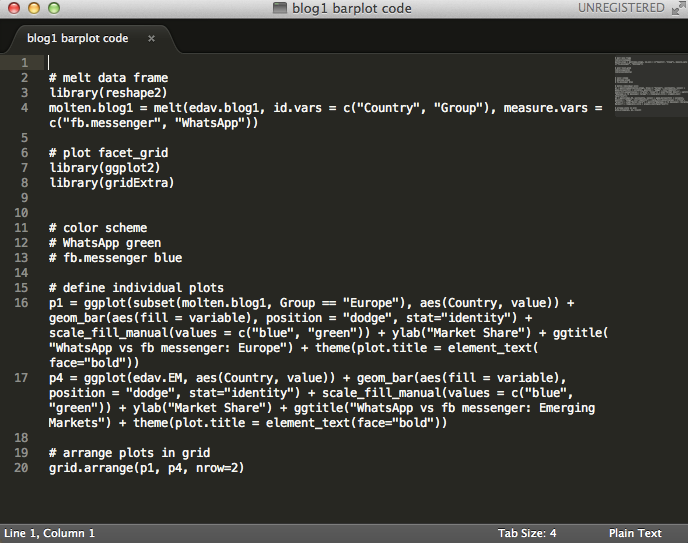 blog1 barplot code
UNREGISTERED
blog1 barplot code ×
1
2 # melt data frame
3 library(reshape2)
4 molten.blog1 = melt(edav.blog1, id.vars = c("Country", "Group"), measure.vars =
c("fb.messenger", "WhatsApp"))
5
6 # plot facet_grid
7 library(ggplot2)
8 library(gridExtra)
9
10
11 # color scheme
12 # WhatsApp green
13 # fb.messenger blue
14
15 # define individual plots
16 p1 = ggplot(subset(molten.blog1, Group == "Europe"), aes(Country, value)) +
geom_bar(aes(fill = variable), position = "dodge", stat="identity") +
scale_fill_manual(values = c("blue", "green")) + ylab("Market Share") + ggtitle(
"WhatsApp vs fb messenger: Europe") + theme(plot.title = element_text(
face="bold"))
17 p4 = ggplot(edav.EM, aes(Country, value)) + geom_bar(aes(fill = variable),
position = "dodge", stat="identity") + scale_fill_manual(values = c("blue",
"green")) + ylab("Market Share") + ggtitle("WhatsApp vs fb messenger: Emerging
Markets") + theme(plot.title = element_text(face="bold"))
18
19 # arrange plots in grid
20 grid.arrange(p1, p4, nrow=2)
Line 1, Column 1
Tab Size: 4
Plain Text